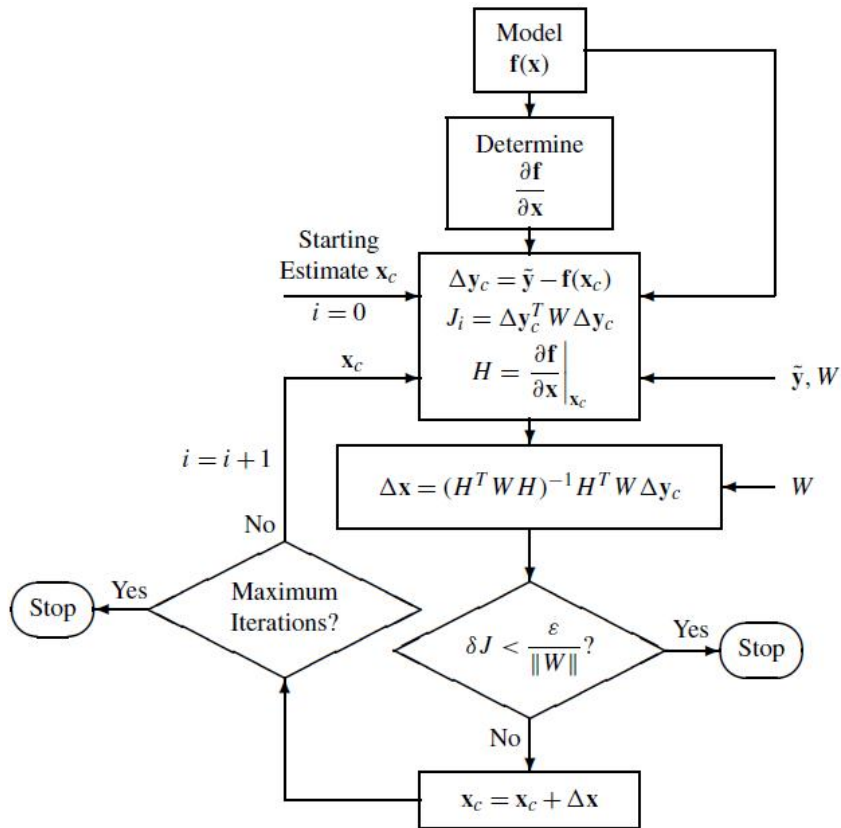 Model
f(x)
Determine
∂f
∂x
Starting
Estimate x_c
i = 0
Δy_c = ỹ − f(x_c)
J_i = Δy_c^T W Δy_c
H = ∂f/∂x |_x_c
x_c
ỹ, W
i = i + 1
Δx = (H^T W H)^−1 H^T W Δy_c
W
No
Stop
Yes
Maximum
Iterations?
δJ < ε/‖W‖?
Yes
Stop
No
x_c = x_c + Δx